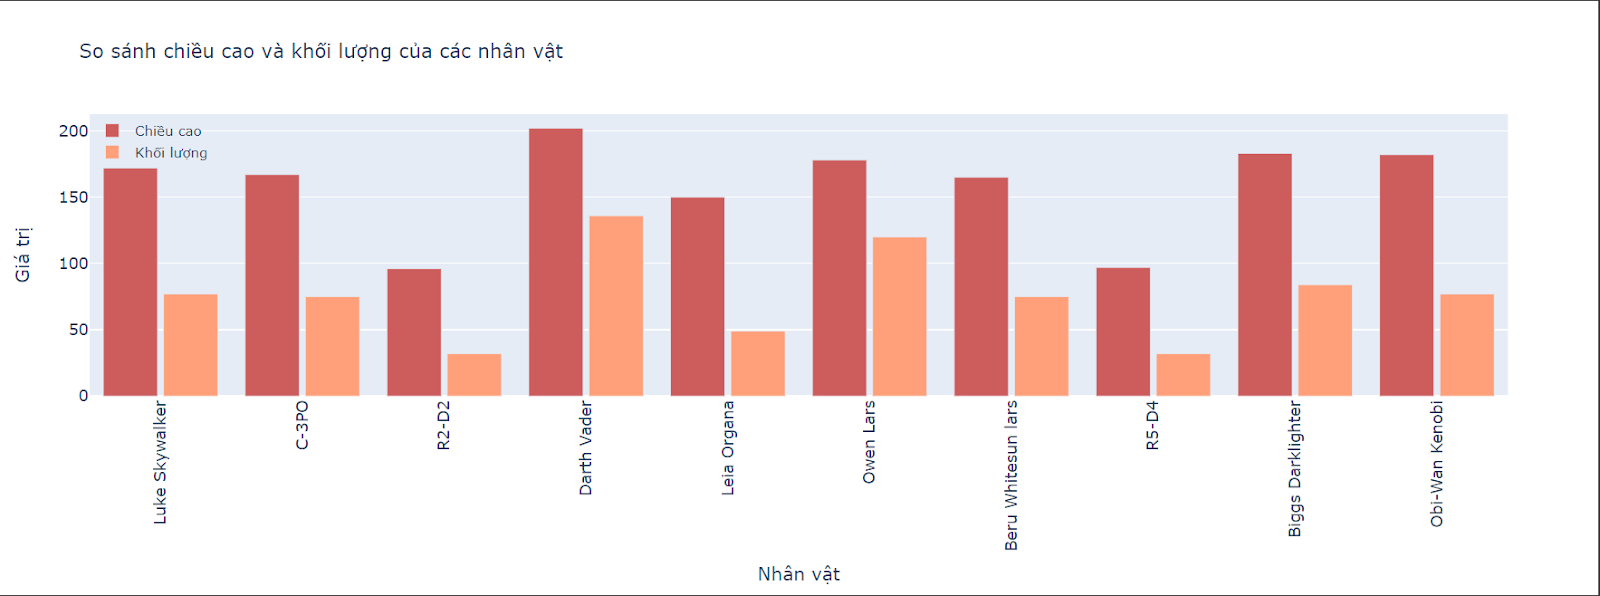 So sánh chiều cao và khối lượng của các nhân vật
Chiều cao
Khối lượng
200
150
100
50
0
Giá trị
Luke Skywalker
C-3PO
R2-D2
Darth Vader
Leia Organa
Owen Lars
Beru Whitesun lars
R5-D4
Biggs Darklighter
Obi-Wan Kenobi
Nhân vật